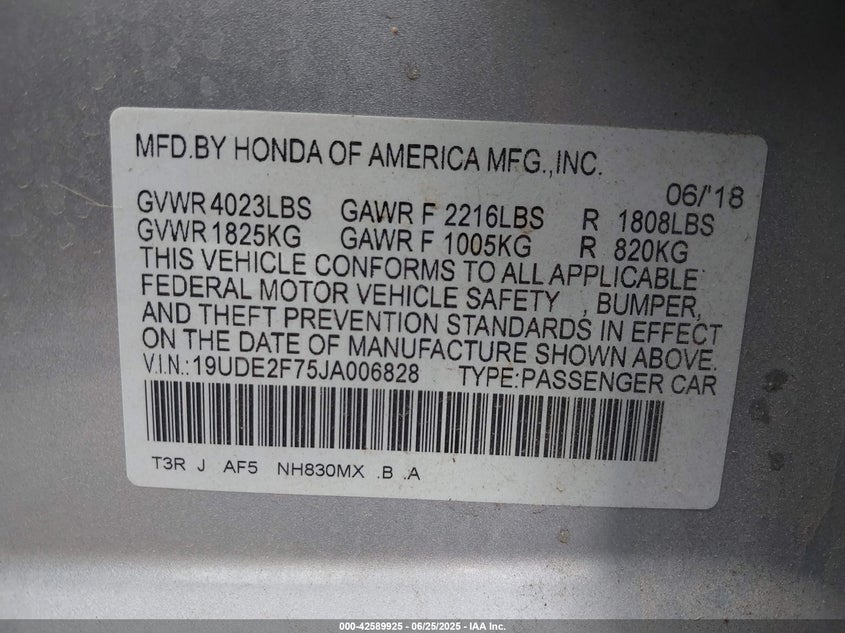 MFD.BY HONDA OF AMERICA MFG.,INC.
06/'18
GVWR 4023LBS GAWR F 2216LBS R 1808LBS
GVWR 1825KG GAWR F 1005KG R 820KG
THIS VEHICLE CONFORMS TO ALL APPLICABLE
FEDERAL MOTOR VEHICLE SAFETY , BUMPER,
AND THEFT PREVENTION STANDARDS IN EFFECT
ON THE DATE OF MANUFACTURE SHOWN ABOVE.
V.I.N.:19UDE2F75JA006828 TYPE:PASSENGER CAR
T3R J AF5 NH830MX .B .A
000-42589925 - 06/25/2025 - IAA Inc.